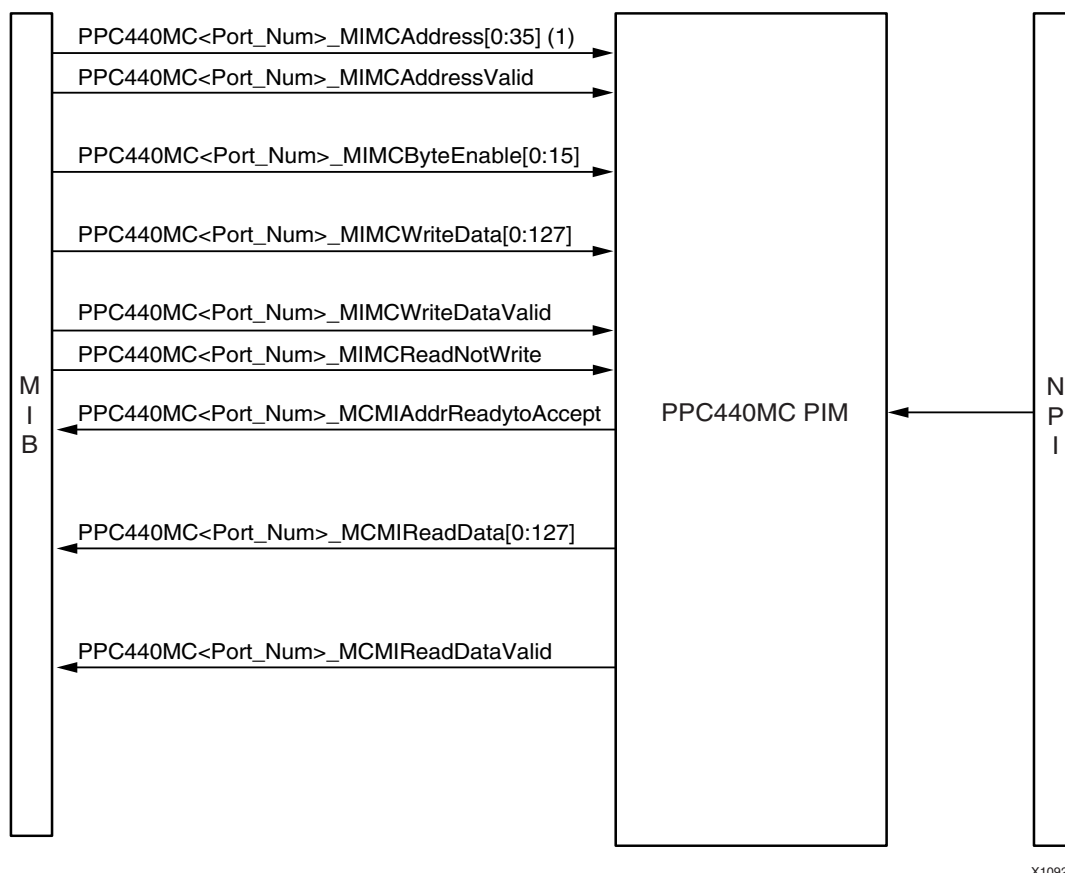 PPC440MC<Port_Num>_MIMCAddress[0:35] (1)
PPC440MC<Port_Num>_MIMCAddressValid
PPC440MC<Port_Num>_MIMCByteEnable[0:15]
PPC440MC<Port_Num>_MIMCWriteData[0:127]
PPC440MC<Port_Num>_MIMCWriteDataValid
PPC440MC<Port_Num>_MIMCReadNotWrite
M
I
B
PPC440MC<Port_Num>_MCMIAddrReadytoAccept
PPC440MC<Port_Num>_MCMIReadData[0:127]
PPC440MC<Port_Num>_MCMIReadDataValid
PPC440MC PIM
N
P
I